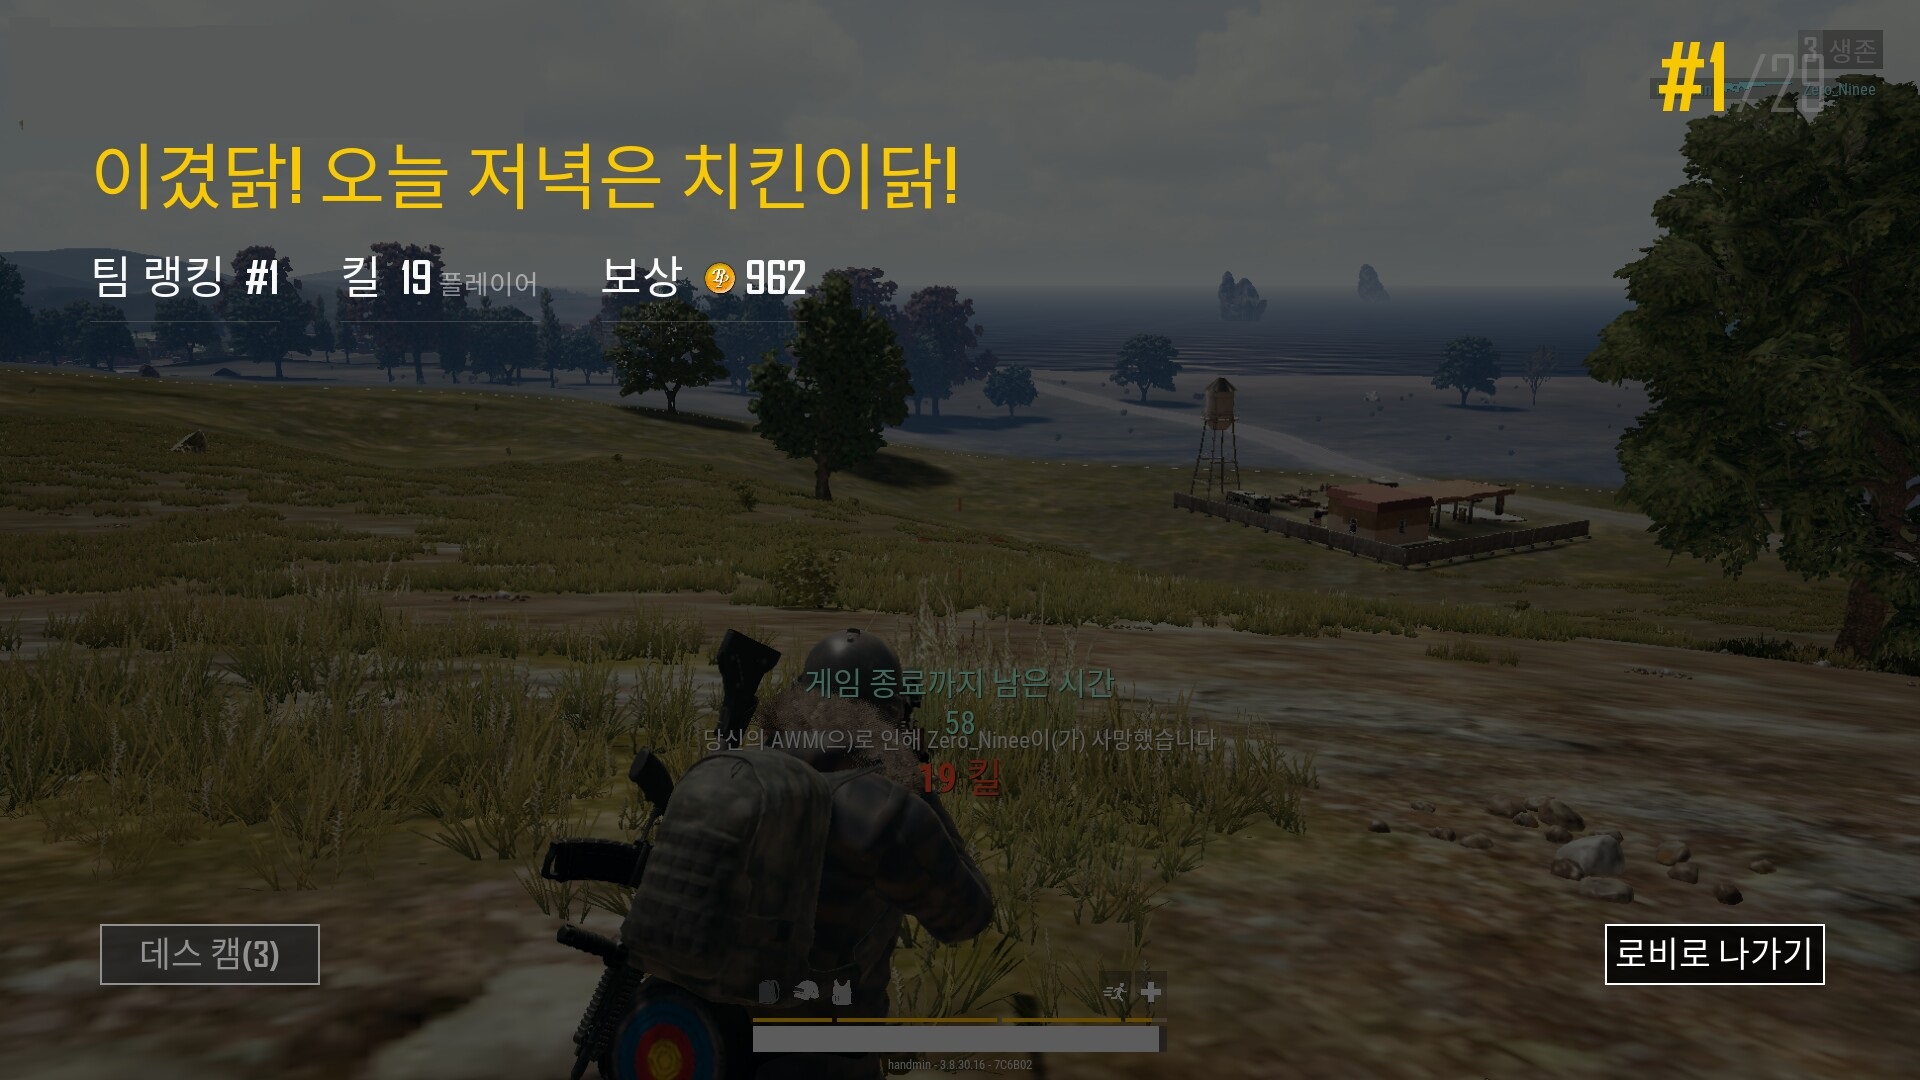 3 생존
#1/29
Zero_Ninee
이겼닭! 오늘 저녁은 치킨이닭!
팀 랭킹 #1 킬 19 플레이어 보상 962
게임 종료까지 남은 시간
58
당신의 AWM(으)로 인해 Zero_Ninee이(가) 사망했습니다
19 킬
데스 캠(3)
로비로 나가기
handmin - 3.8.30.16 - 7C6B02